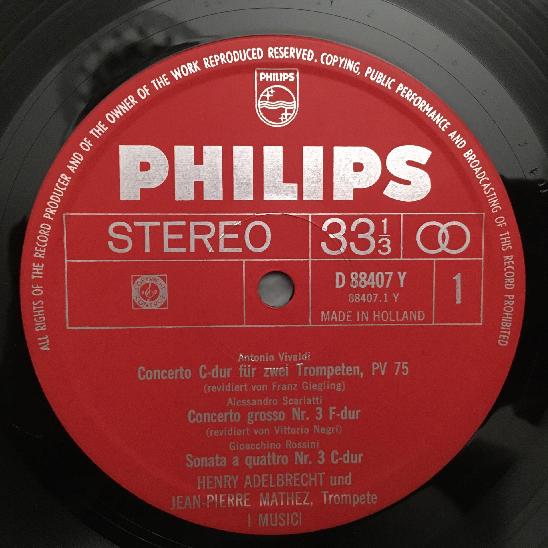 ALL RIGHTS OF THE RECORD PRODUCER AND OF THE OWNER OF THE WORK REPRODUCED RESERVED. COPYING, PUBLIC PERFORMANCE AND BROADCASTING OF THIS RECORD PROHIBITED
PHILIPS
PHILIPS
STEREO 33 1/3
D 88407 Y
88407.1 Y
1
MADE IN HOLLAND
Antonio Vivaldi
Concerto C-dur für zwei Trompeten, PV 75
(revidiert von Franz Giegling)
Alessandro Scarlatti
Concerto grosso Nr. 3 F-dur
(revidiert von Vittorio Negri)
Gioacchino Rossini
Sonata a quattro Nr. 3 C-dur
HENRY ADELBRECHT und
JEAN-PIERRE MATHEZ, Trompete
I MUSICI